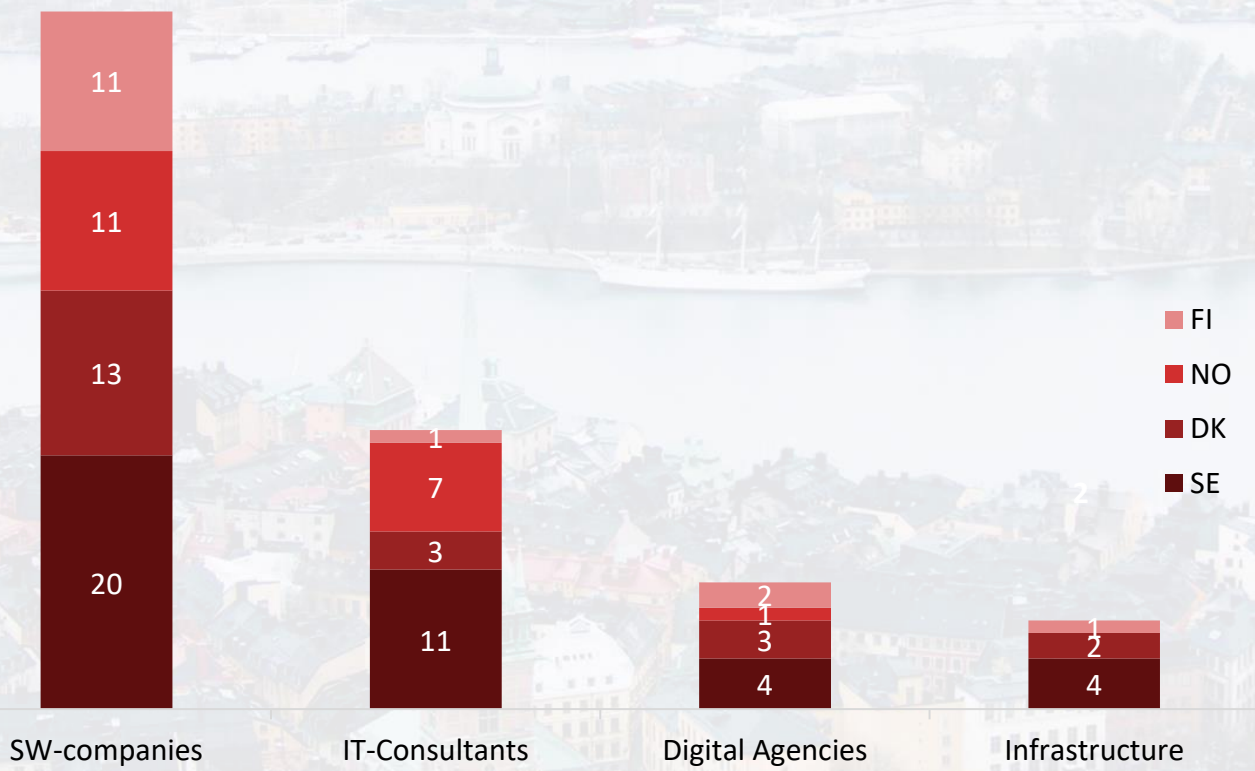 11
11
13
20
1
7
3
11
2
1
3
4
2
1
2
4
FI
NO
DK
SE
SW-companies
IT-Consultants
Digital Agencies
Infrastructure